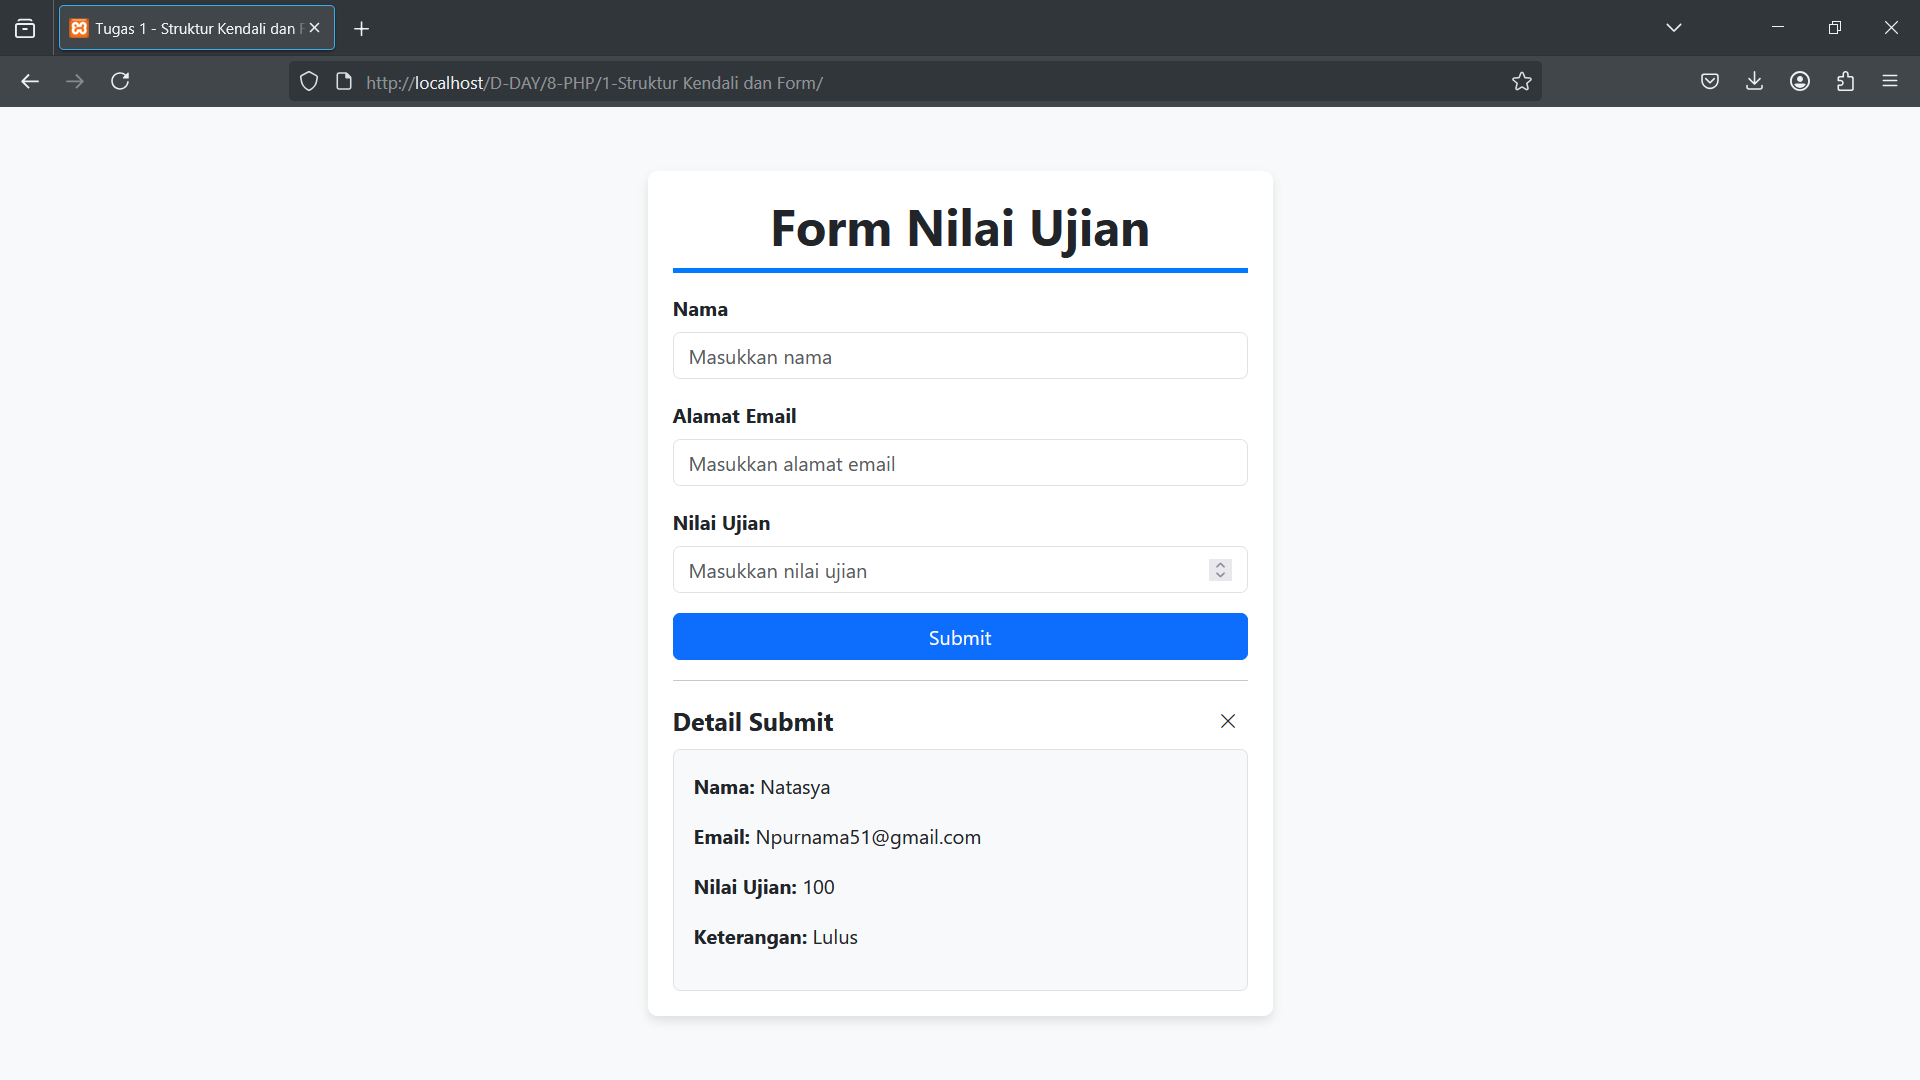 Tugas 1 - Struktur Kendali dan F
http://localhost/D-DAY/8-PHP/1-Struktur Kendali dan Form/
Form Nilai Ujian
Nama
Masukkan nama
Alamat Email
Masukkan alamat email
Nilai Ujian
Masukkan nilai ujian
Submit
Detail Submit
Nama: Natasya
Email: Npurnama51@gmail.com
Nilai Ujian: 100
Keterangan: Lulus